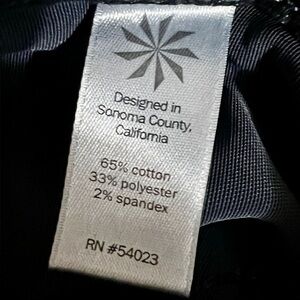 Designed in
Sonoma County,
California
65% cotton
33% polyester
2% spandex
RN #54023